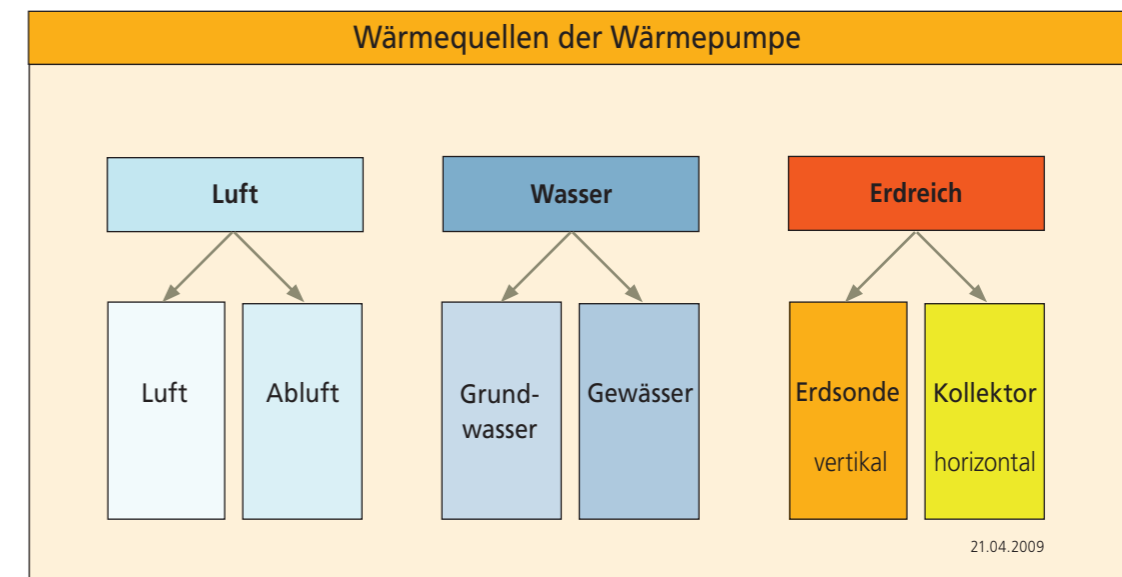 Wärmequellen der Wärmepumpe
Luft
Wasser
Erdreich
Luft
Abluft
Grund-
wasser
Gewässer
Erdsonde
vertikal
Kollektor
horizontal
21.04.2009